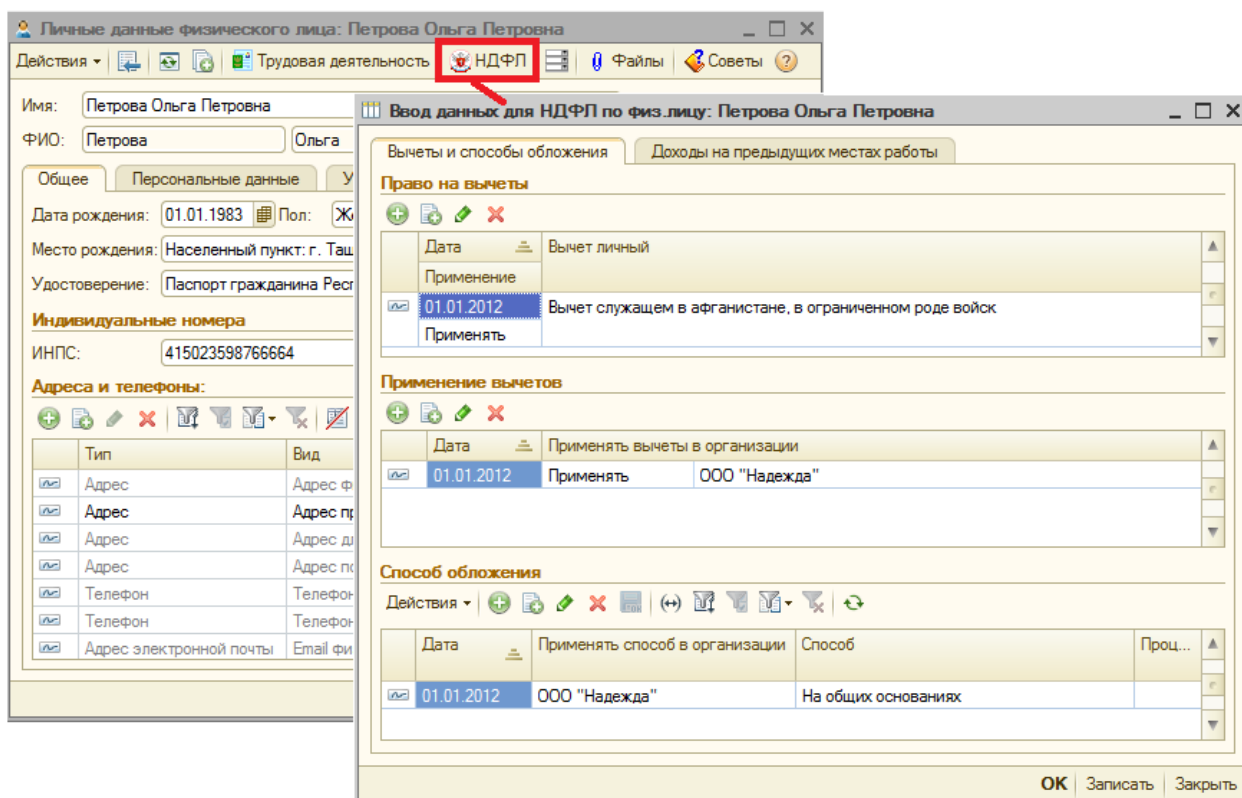 Личные данные физического лица: Петрова Ольга Петровна
Действия Трудовая деятельность НДФЛ Файлы Советы
Имя: Петрова Ольга Петровна
ФИО: Петрова Ольга
Общее Персональные данные
Дата рождения: 01.01.1983 Пол:
Место рождения: Населенный пункт: г.
Удостоверение: Паспорт гражданина
Индивидуальные номера
ИНПС: 415023598766664
Адреса и телефоны:
Тип Вид
Адрес Адрес
Адрес Адрес
Адрес Адрес
Адрес Адрес
Телефон Телефон
Телефон Телефон
Адрес электронной почты Email
Ввод данных для НДФЛ по физ.лицу: Петрова Ольга Петровна
Вычеты и способы обложения Доходы на предыдущих местах работы
Право на вычеты
Дата Вычет личный
Применение
01.01.2012 Вычет служащем в афганистане, в ограниченном роде войск
Применять
Применение вычетов
Дата Применять вычеты в организации
01.01.2012 Применять ООО "Надежда"
Способ обложения
Действия
Дата Применять способ в организации Способ Проц...
01.01.2012 ООО "Надежда" На общих основаниях
OK Записать Закрыть